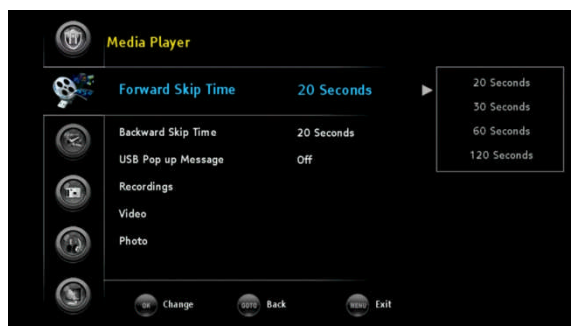 Media Player
Forward Skip Time 20 Seconds
20 Seconds
30 Seconds
60 Seconds
120 Seconds
Backward Skip Time 20 Seconds
USB Pop up Message Off
Recordings
Video
Photo
OK Change GOTO Back MENU Exit